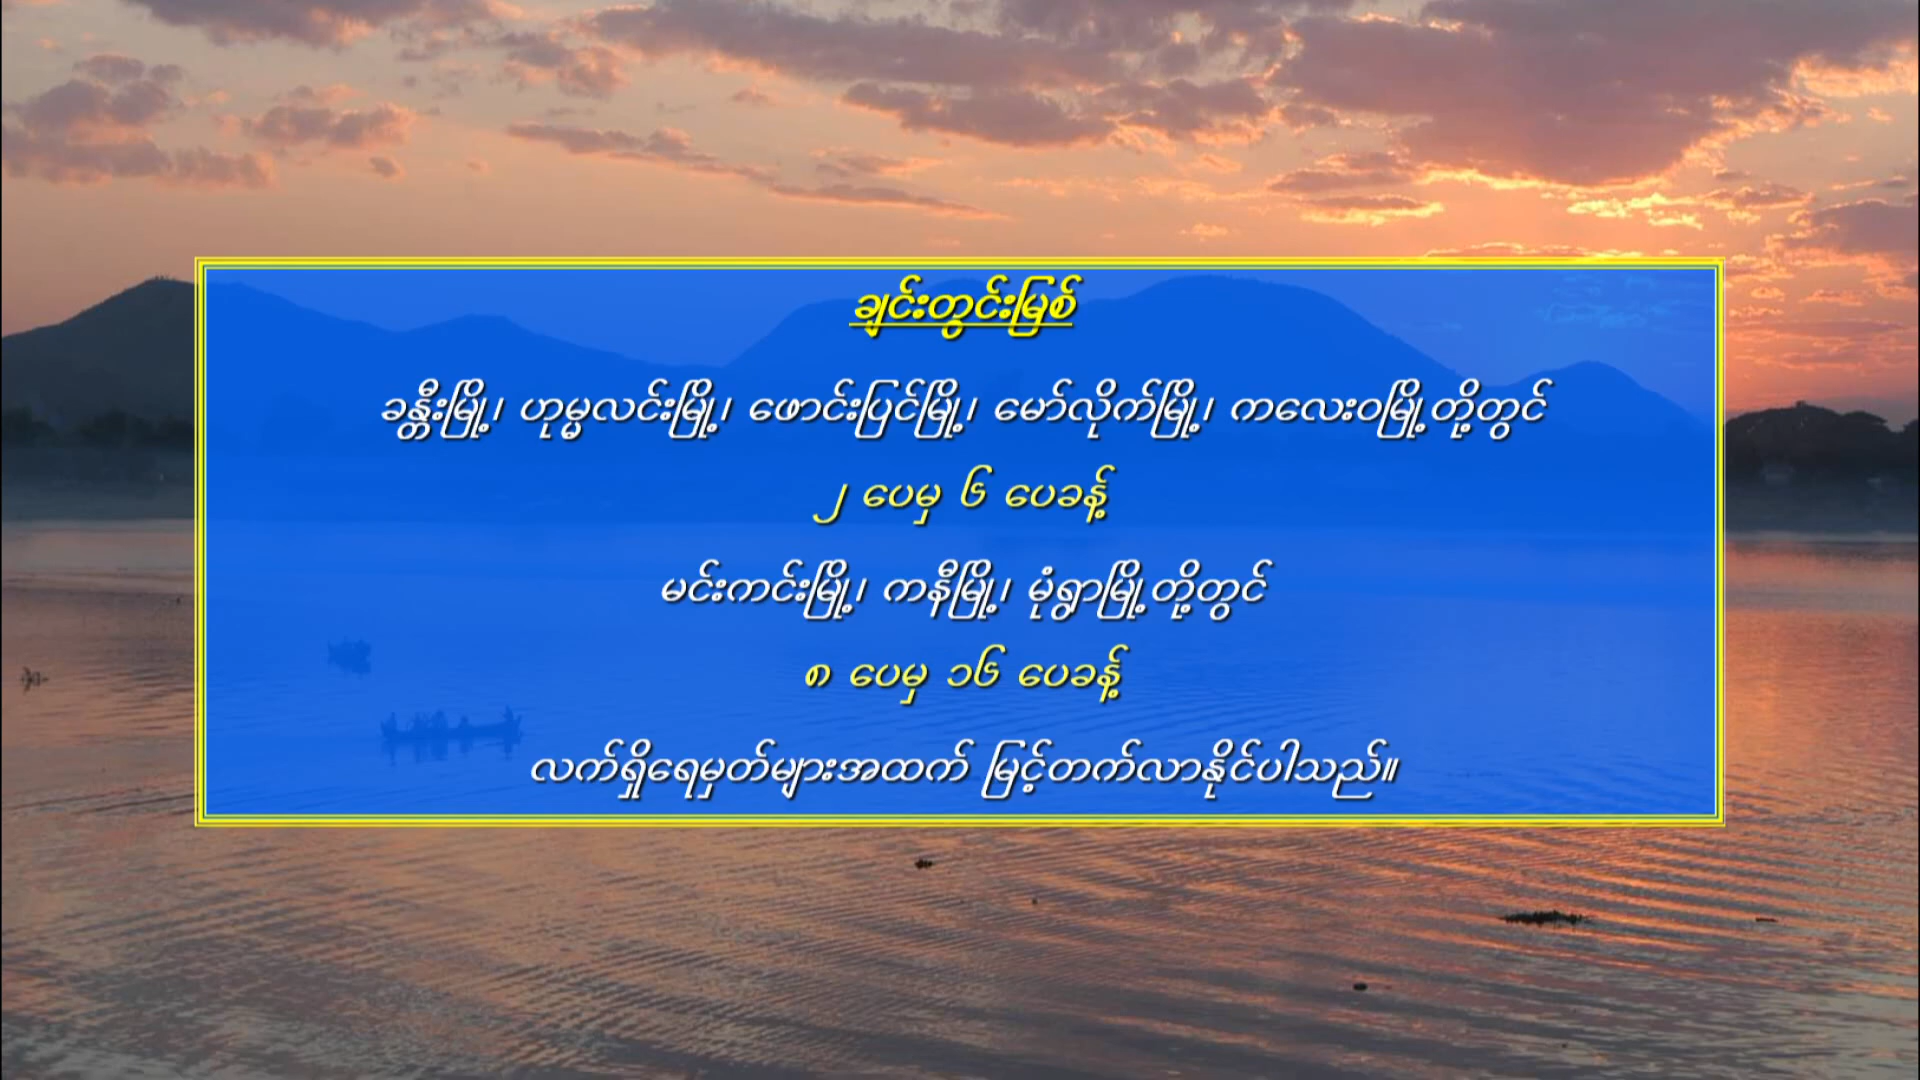 ချင်းတွင်းမြစ်
ခန္တီးမြို့၊ ဟုမ္မလင်းမြို့၊ ဖောင်းပြင်မြို့၊ မော်လိုက်မြို့၊ ကလေးဝမြို့တို့တွင်
၂ ပေမှ ၆ ပေခန့်
မင်းကင်းမြို့၊ ကနီမြို့၊ မုံရွာမြို့တို့တွင်
၈ ပေမှ ၁၆ ပေခန့်
လက်ရှိရေမှတ်များအထက် မြင့်တက်လာနိုင်ပါသည်။